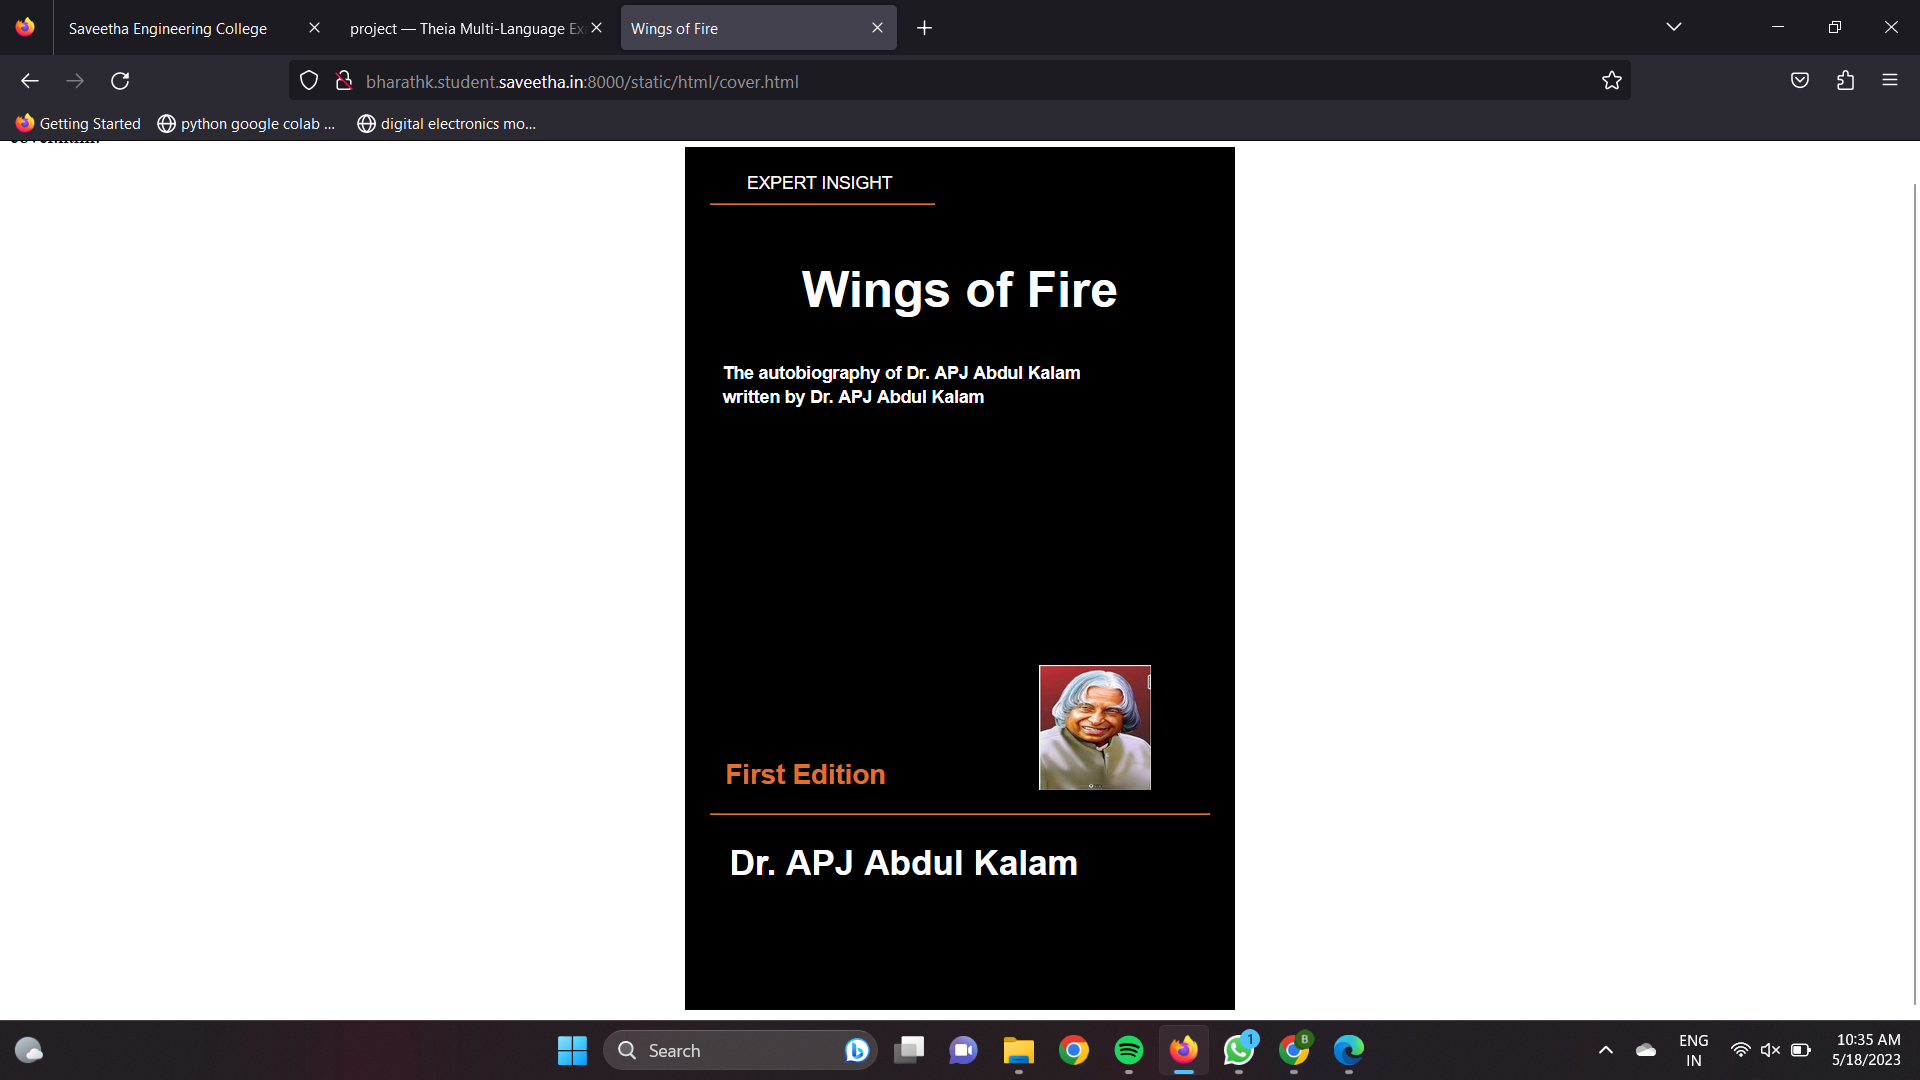 Saveetha Engineering College
project — Theia Multi-Language Ex
Wings of Fire
bharathk.student.saveetha.in:8000/static/html/cover.html
Getting Started
python google colab ...
digital electronics mo...
EXPERT INSIGHT
Wings of Fire
The autobiography of Dr. APJ Abdul Kalam
written by Dr. APJ Abdul Kalam
First Edition
Dr. APJ Abdul Kalam
Search
1
B
ENG
IN
10:35 AM
5/18/2023